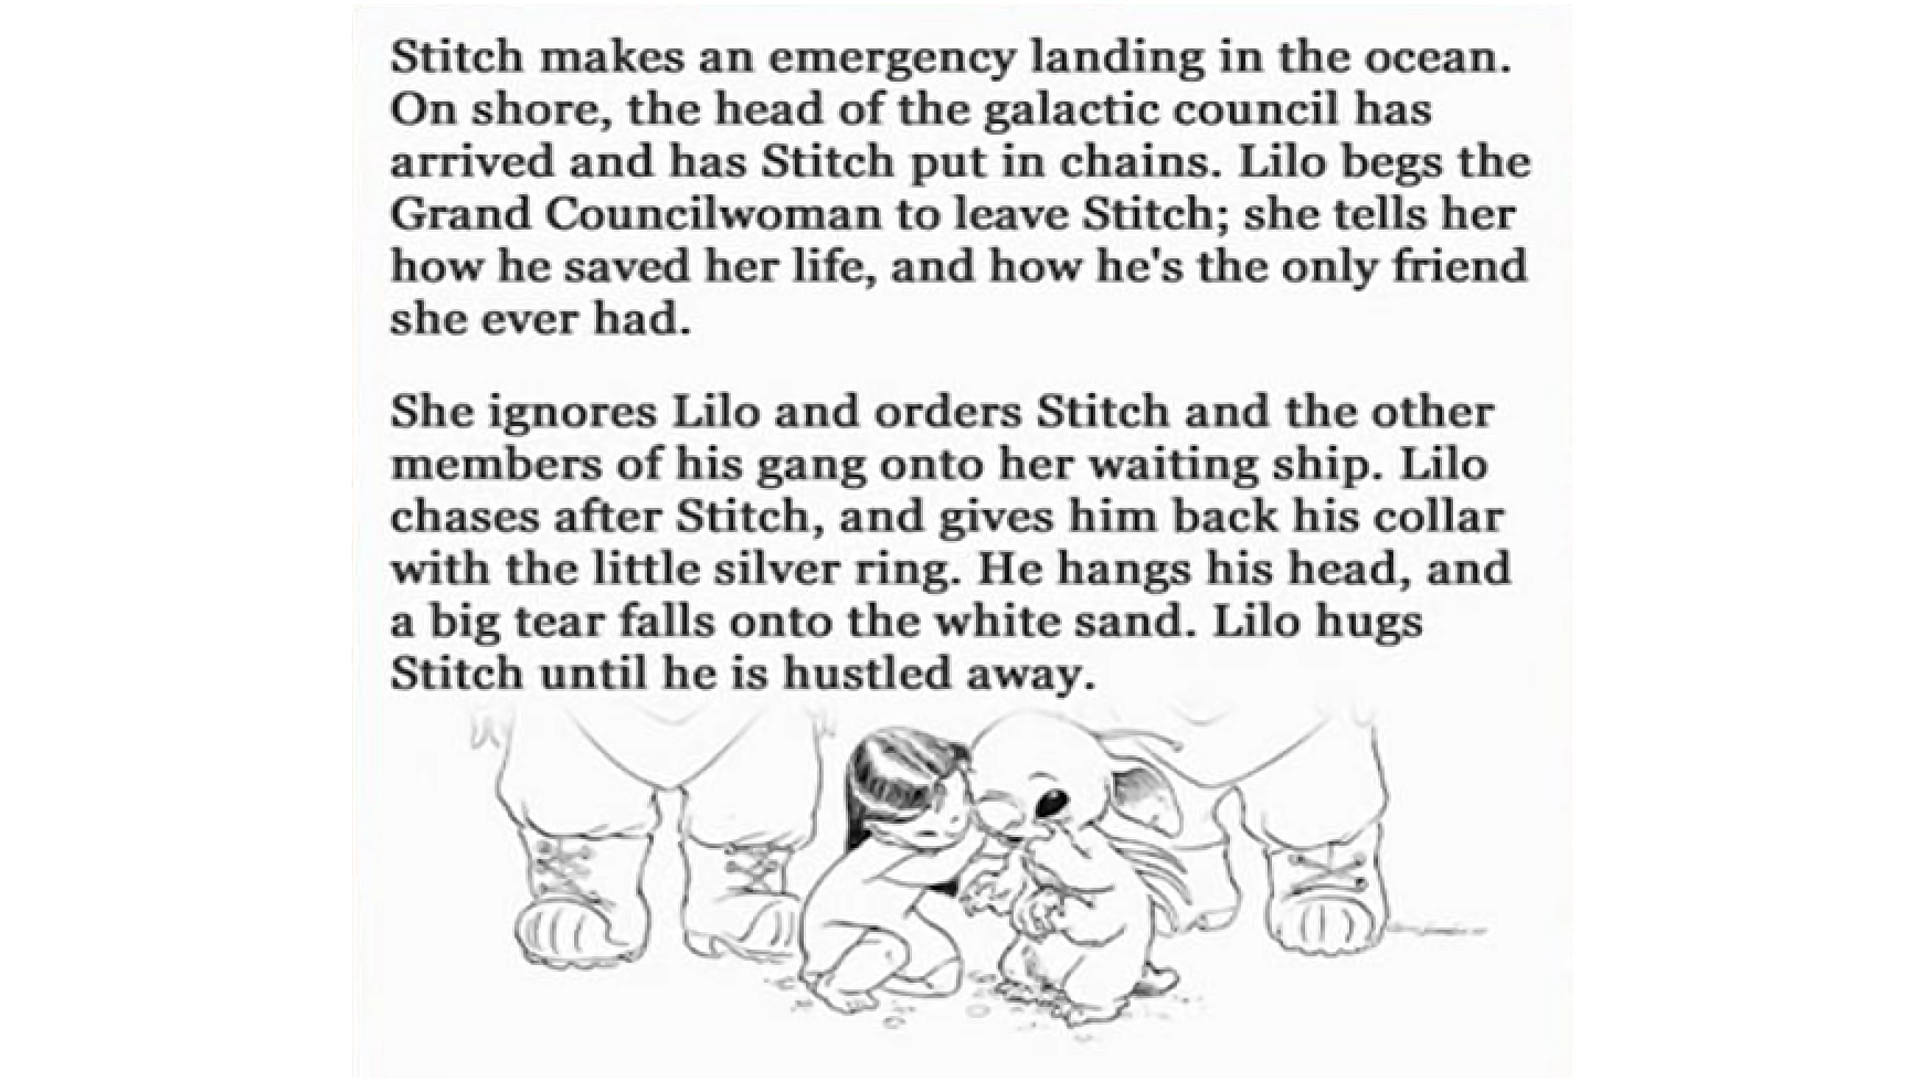 Stitch makes an emergency landing in the ocean.
On shore, the head of the galactic council has
arrived and has Stitch put in chains. Lilo begs the
Grand Councilwoman to leave Stitch; she tells her
how he saved her life, and how he's the only friend
she ever had.
She ignores Lilo and orders Stitch and the other
members of his gang onto her waiting ship. Lilo
chases after Stitch, and gives him back his collar
with the little silver ring. He hangs his head, and
a big tear falls onto the white sand. Lilo hugs
Stitch until he is hustled away.